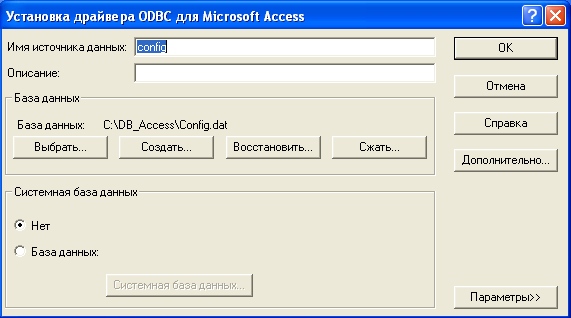 Установка драйвера ODBC для Microsoft Access
Имя источника данных: config
OK
Описание:
Отмена
База данных
База данных: C:\DB_Access\Config.dat
Справка
Выбрать... Создать... Восстановить... Сжать...
Дополнительно...
Системная база данных
Нет
База данных:
Системная база данных...
Параметры>>